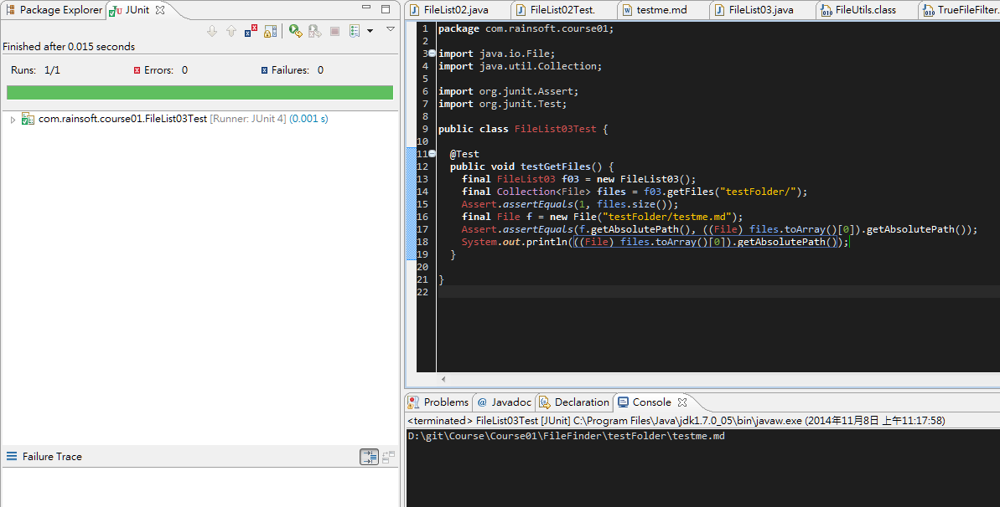 Package Explorer JUnit
Finished after 0.015 seconds
Runs: 1/1 Errors: 0 Failures: 0
com.rainsoft.course01.FileList03Test [Runner: JUnit 4] (0.001 s)
Failure Trace
FileList02.java FileList02Test. testme.md FileList03.java FileUtils.class TrueFileFilter.
1 package com.rainsoft.course01;
2
3 import java.io.File;
4 import java.util.Collection;
5
6 import org.junit.Assert;
7 import org.junit.Test;
8
9 public class FileList03Test {
10
11 @Test
12 public void testGetFiles() {
13 final FileList03 f03 = new FileList03();
14 final Collection<File> files = f03.getFiles("testFolder/");
15 Assert.assertEquals(1, files.size());
16 final File f = new File("testFolder/testme.md");
17 Assert.assertEquals(f.getAbsolutePath(), ((File) files.toArray()[0]).getAbsolutePath());
18 System.out.println(((File) files.toArray()[0]).getAbsolutePath());
19 }
20
21 }
22
Problems @ Javadoc Declaration Console
<terminated> FileList03Test [JUnit] C:\Program Files\Java\jdk1.7.0_05\bin\javaw.exe (2014年11月8日 上午11:17:58)
D:\git\Course\Course01\FileFinder\testFolder\testme.md